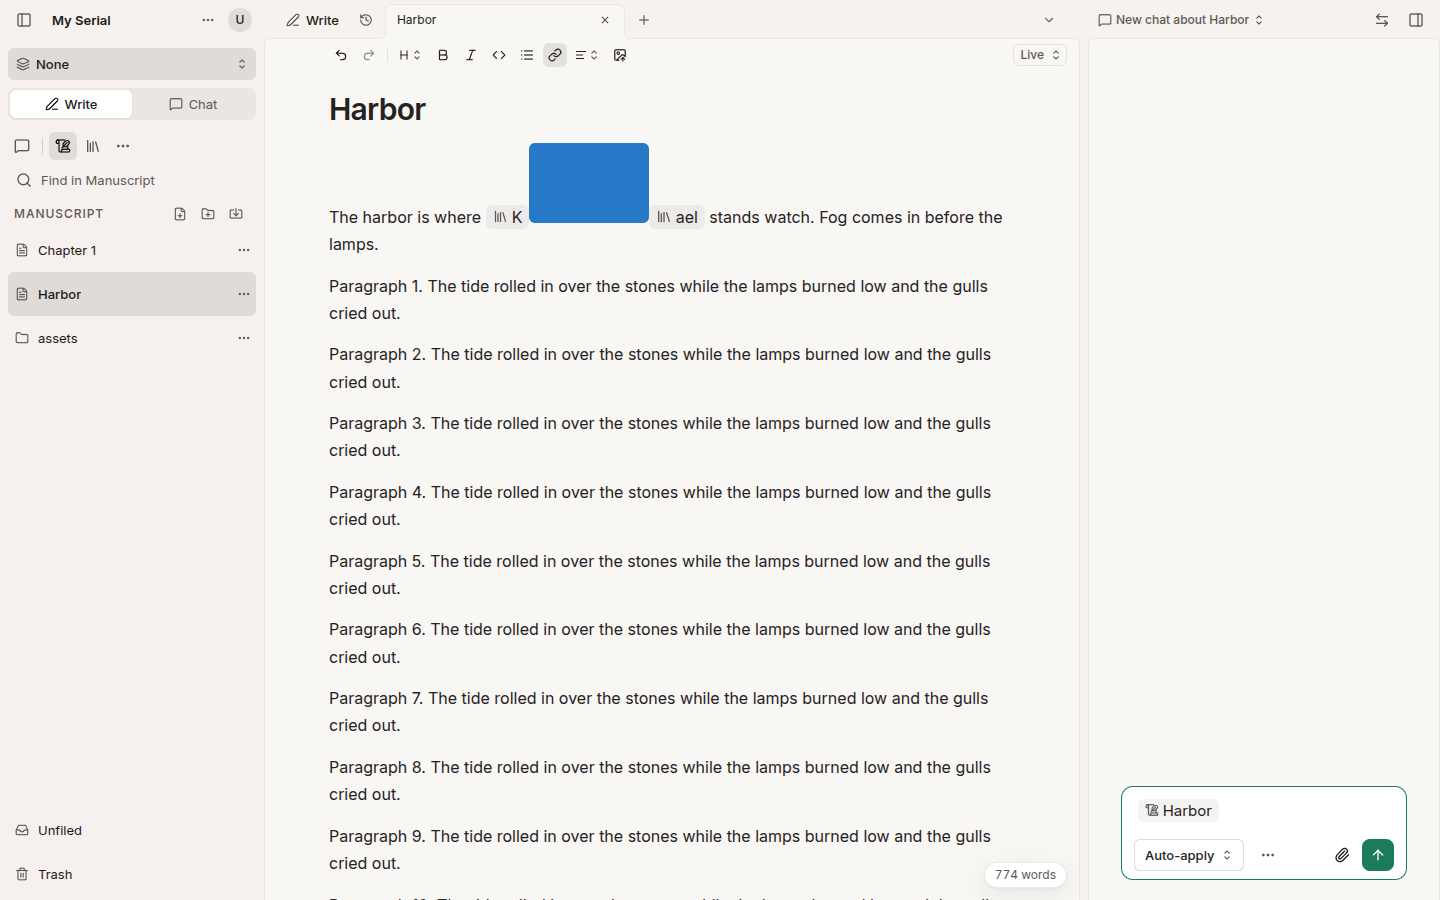 My Serial
U
None
Write
Chat
Find in Manuscript
MANUSCRIPT
Chapter 1
Harbor
assets
Unfiled
Trash
Write
Harbor
H
B
I
Live
Harbor
The harbor is where K ael stands watch. Fog comes in before the
lamps.
Paragraph 1. The tide rolled in over the stones while the lamps burned low and the gulls
cried out.
Paragraph 2. The tide rolled in over the stones while the lamps burned low and the gulls
cried out.
Paragraph 3. The tide rolled in over the stones while the lamps burned low and the gulls
cried out.
Paragraph 4. The tide rolled in over the stones while the lamps burned low and the gulls
cried out.
Paragraph 5. The tide rolled in over the stones while the lamps burned low and the gulls
cried out.
Paragraph 6. The tide rolled in over the stones while the lamps burned low and the gulls
cried out.
Paragraph 7. The tide rolled in over the stones while the lamps burned low and the gulls
cried out.
Paragraph 8. The tide rolled in over the stones while the lamps burned low and the gulls
cried out.
Paragraph 9. The tide rolled in over the stones while the lamps burned low and the gulls
cried out.
774 words
New chat about Harbor
Harbor
Auto-apply